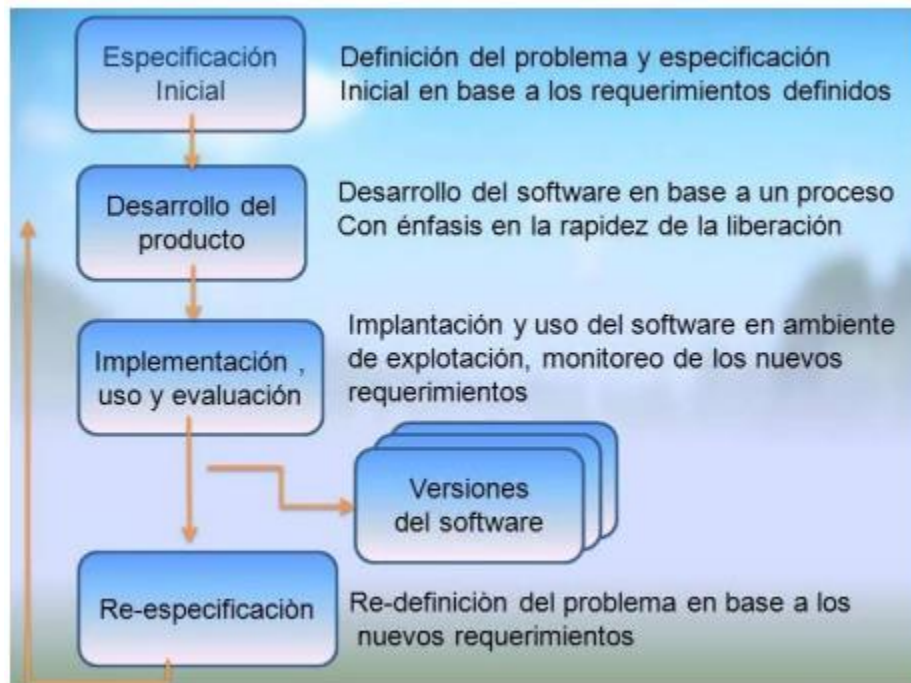 Especificación
Inicial
Definición del problema y especificación
Inicial en base a los requerimientos definidos
Desarrollo del
producto
Desarrollo del software en base a un proceso
Con énfasis en la rapidez de la liberación
Implementación ,
uso y evaluación
Implantación y uso del software en ambiente
de explotación, monitoreo de los nuevos
requerimientos
Versiones
del software
Re-especificaciòn
Re-definiciòn del problema en base a los
nuevos requerimientos